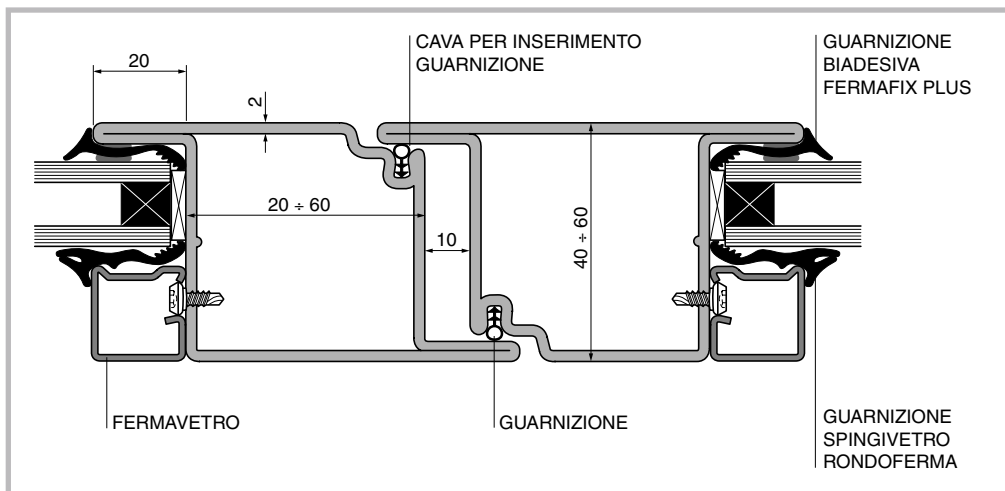 CAVA PER INSERIMENTO
GUARNIZIONE
GUARNIZIONE
BIADESIVA
FERMAFIX PLUS
20
2
20 ÷ 60
10
40 ÷ 60
FERMAVETRO
GUARNIZIONE
GUARNIZIONE
SPINGIVETRO
RONDOFERMA